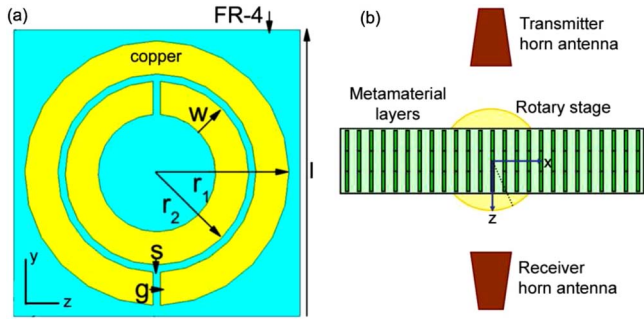 (a)
FR-4
copper
w
r1
r2
l
s
g
y
z
(b)
Transmitter
horn antenna
Metamaterial
layers
Rotary stage
x
z
Receiver
horn antenna